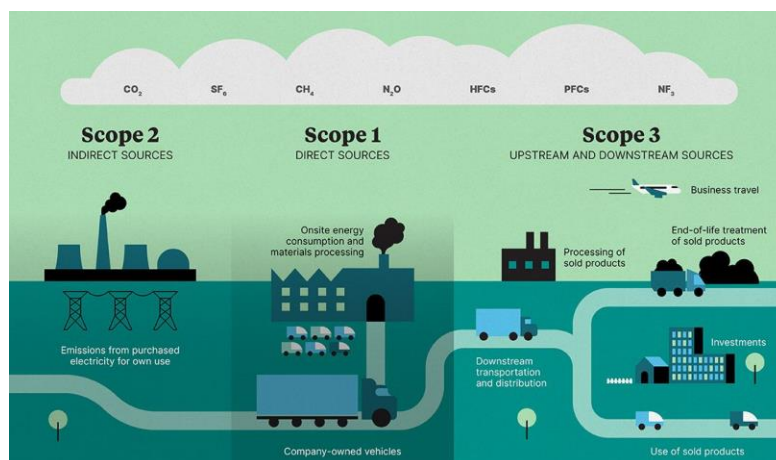 CO₂
SF₆
CH₄
N₂O
HFCs
PFCs
NF₃
Scope 2
INDIRECT SOURCES
Scope 1
DIRECT SOURCES
Scope 3
UPSTREAM AND DOWNSTREAM SOURCES
Business travel
Onsite energy
consumption and
materials processing
Processing of
sold products
End-of-life treatment
of sold products
Emissions from purchased
electricity for own use
Downstream
transportation
and distribution
Investments
Company-owned vehicles
Use of sold products